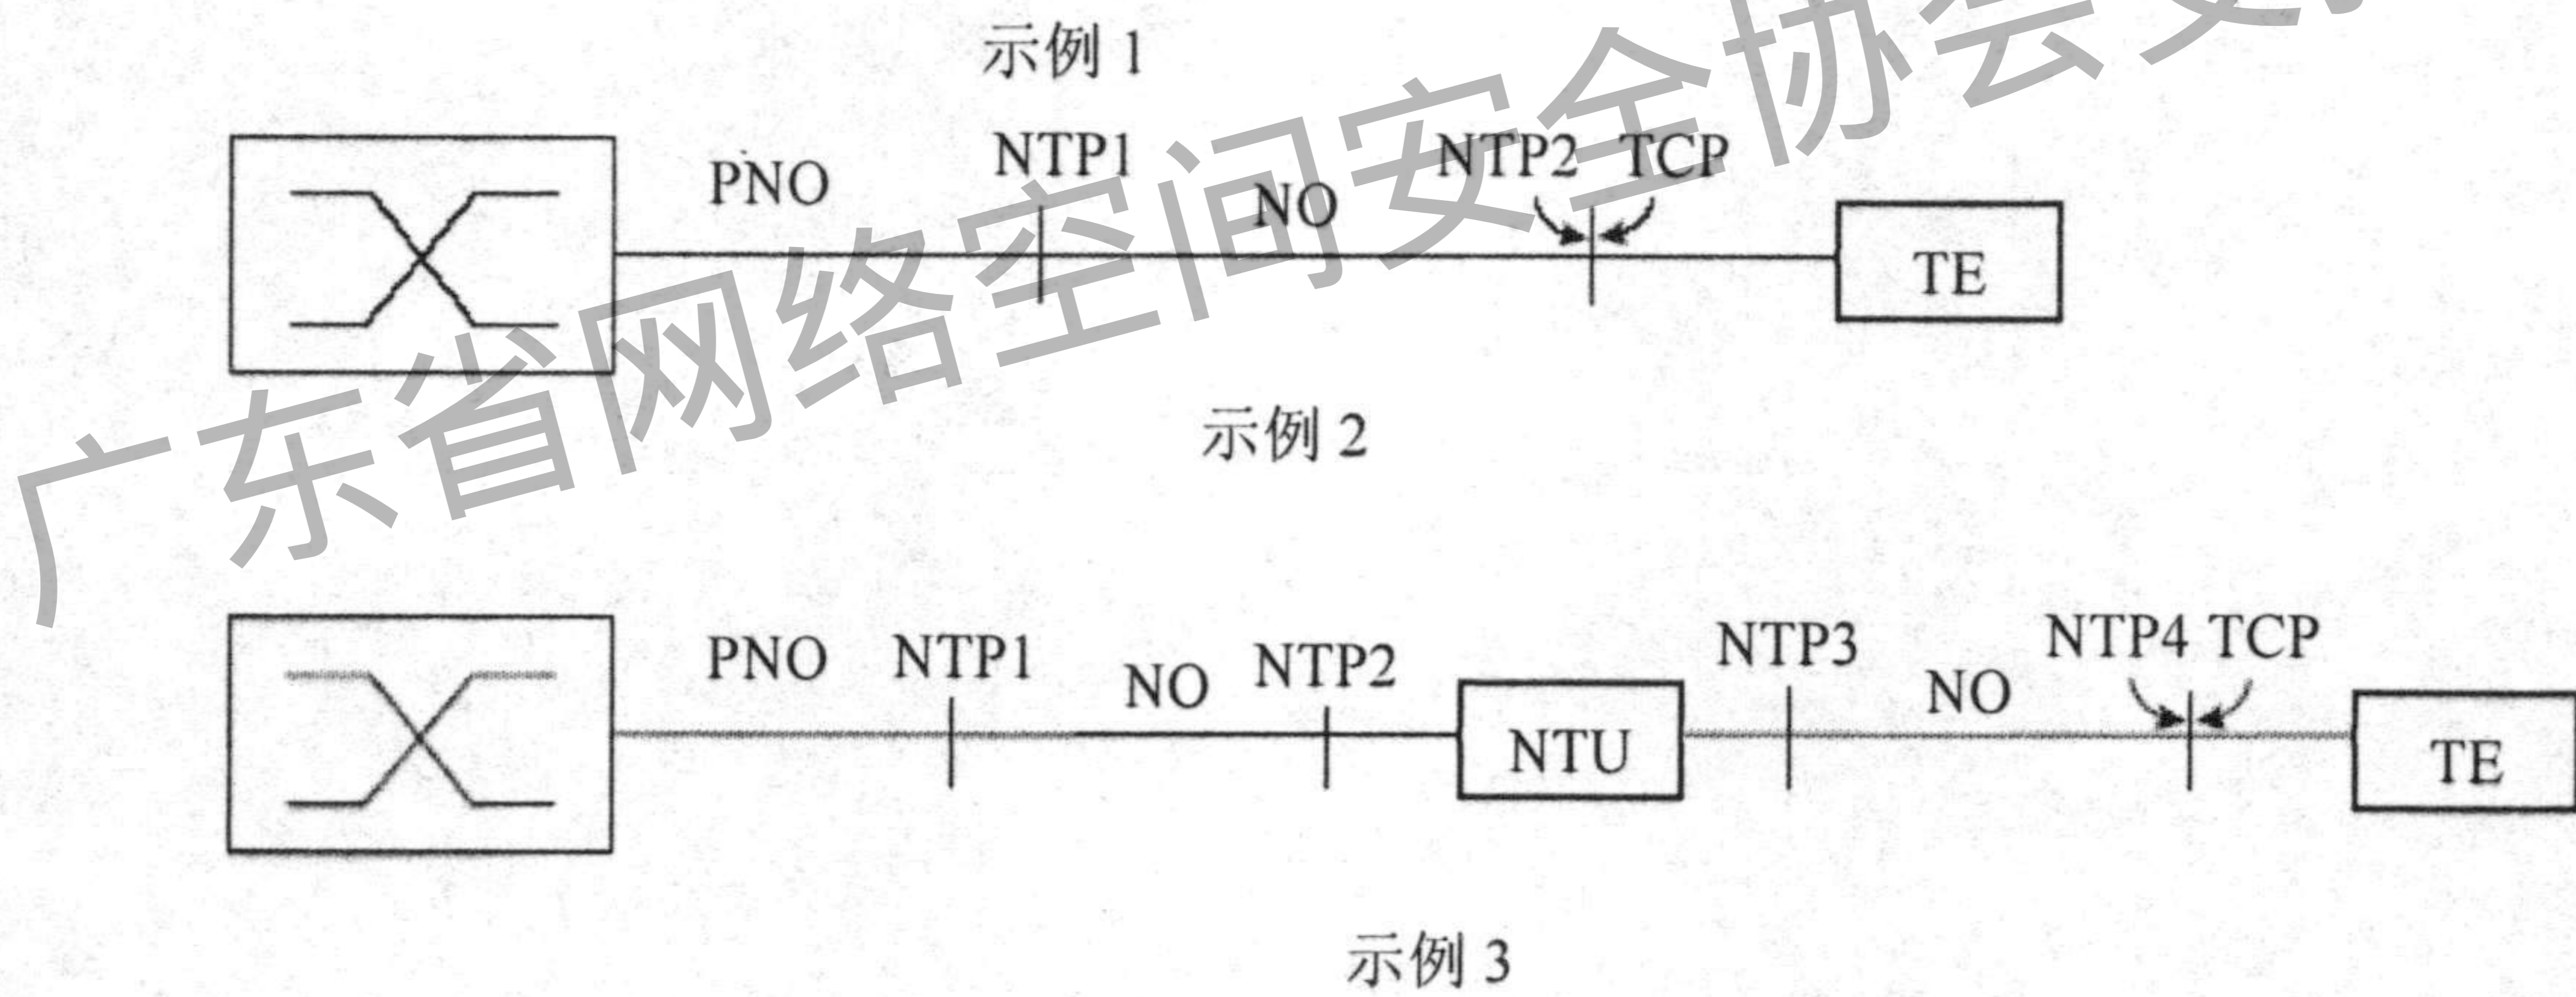 示例 1
PNO NTP1 NO NTP2 TCP TE
示例 2
PNO NTP1 NO NTP2 NTU NTP3 NO NTP4 TCP TE
示例 3
广东省网络空间安全协会